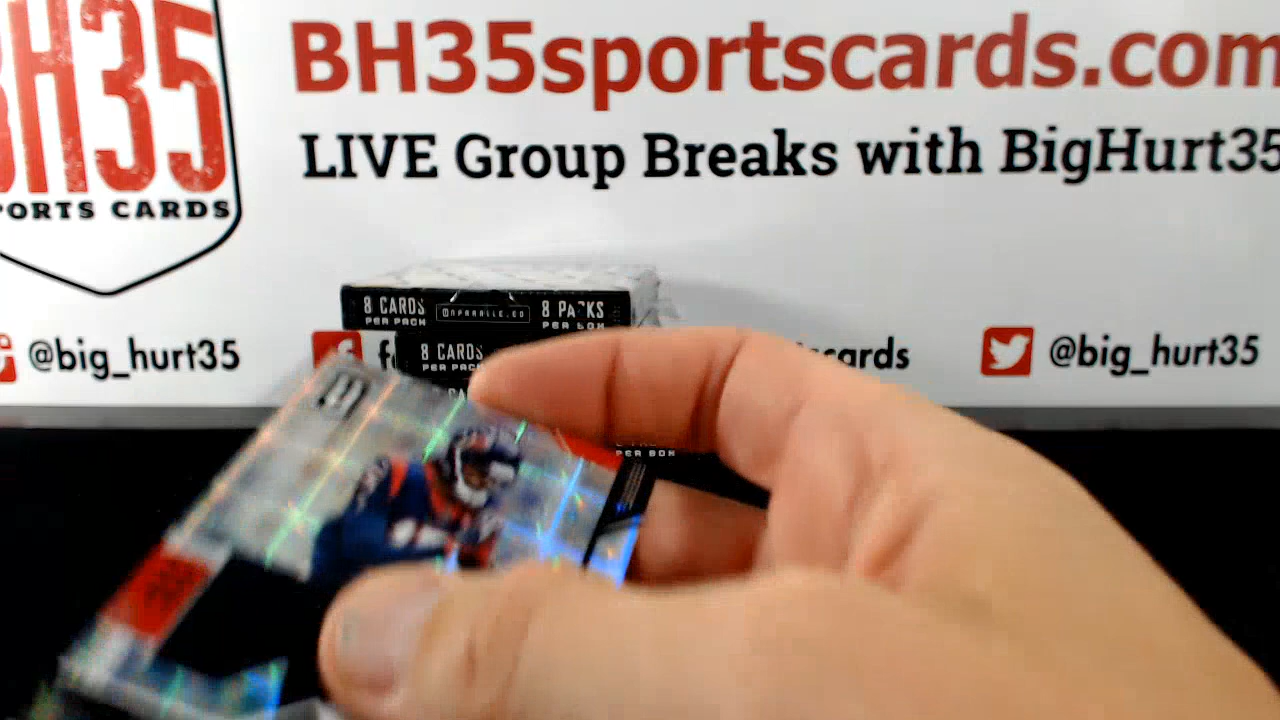 BH35
PORTS CARDS
BH35sportscards.com
LIVE Group Breaks with BigHurt35
@big_hurt35
@big_hurt35
8 CARDS
PER PACK
8 PACKS
PER BOX
8 CARDS
PER PACK
PER BOX